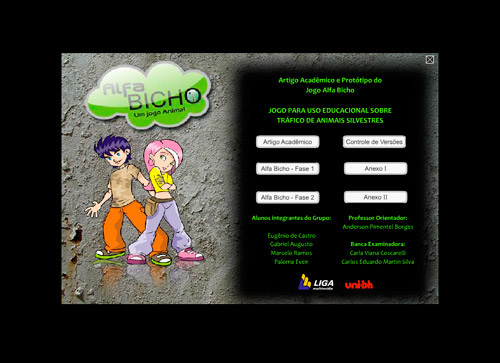 Alfa
BICHO
Um jogo Animal
Artigo Acadêmico e Protótipo do
Jogo Alfa Bicho
JOGO PARA USO EDUCACIONAL SOBRE
TRÁFICO DE ANIMAIS SILVESTRES
Artigo Acadêmico
Controle de Versões
Alfa Bicho - Fase 1
Anexo I
Alfa Bicho - Fase 2
Anexo II
Alunos integrantes do Grupo:
Eugênio de Castro
Gabriel Augusto
Marcelo Ramos
Paloma Eveir
Professor Orientador:
Anderson Pimentel Borges
Banca Examinadora:
Carla Viana Coscarelli
Carlos Eduardo Martin Silva
LIGA
multimídia
uni-bh